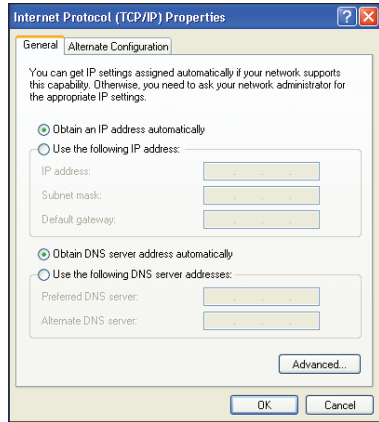 Internet Protocol (TCP/IP) Properties
General Alternate Configuration
You can get IP settings assigned automatically if your network supports
this capability. Otherwise, you need to ask your network administrator for
the appropriate IP settings.
Obtain an IP address automatically
Use the following IP address:
IP address:
Subnet mask:
Default gateway:
Obtain DNS server address automatically
Use the following DNS server addresses:
Preferred DNS server:
Alternate DNS server:
Advanced...
OK Cancel